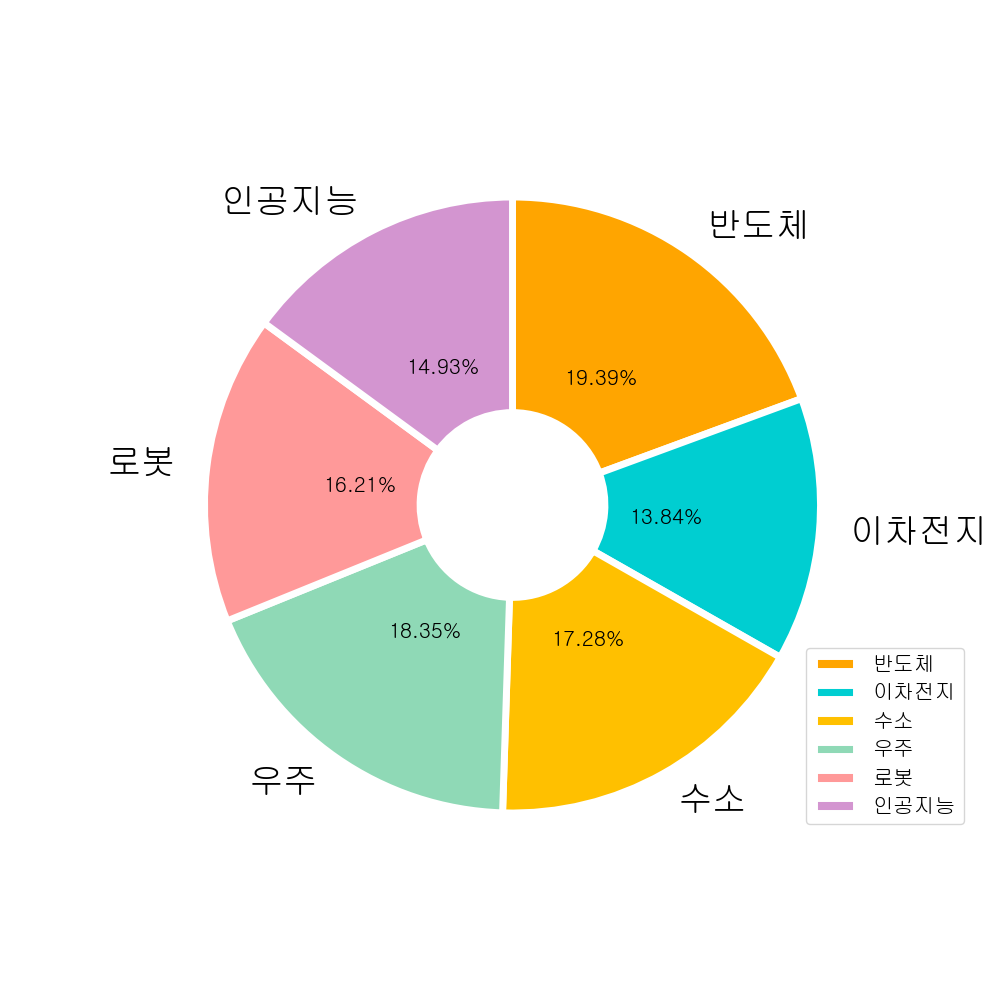 인공지능
반도체
14.93%
19.39%
로봇
16.21%
13.84%
이차전지
18.35%
17.28%
우주
수소
반도체
이차전지
수소
우주
로봇
인공지능